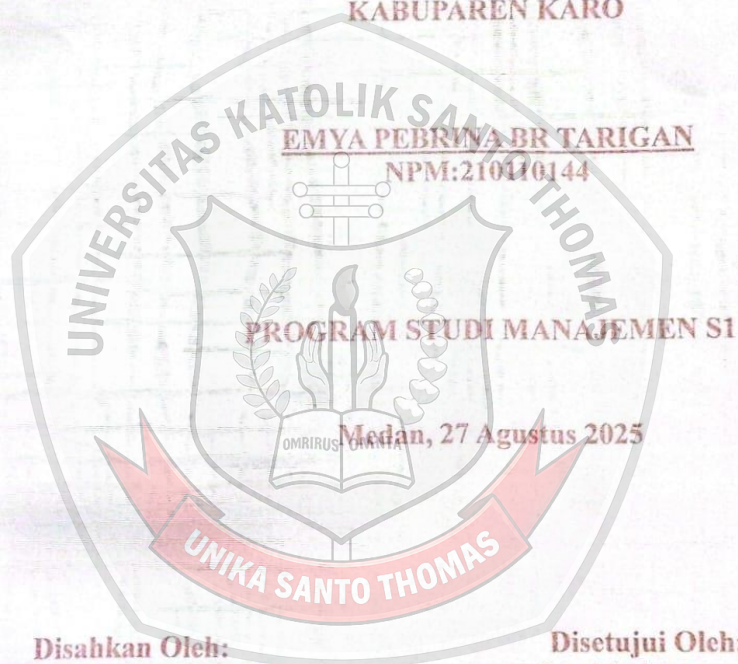 KABUPAREN KARO
UNIVERSITAS KATOLIK SANTO THOMAS
EMYA PEBRINA BR TARIGAN
NPM:210110144
PROGRAM STUDI MANAJEMEN S1
OMRIRUS OMNIA
Medan, 27 Agustus 2025
UNIKA SANTO THOMAS
Disahkan Oleh:
Disetujui Oleh: